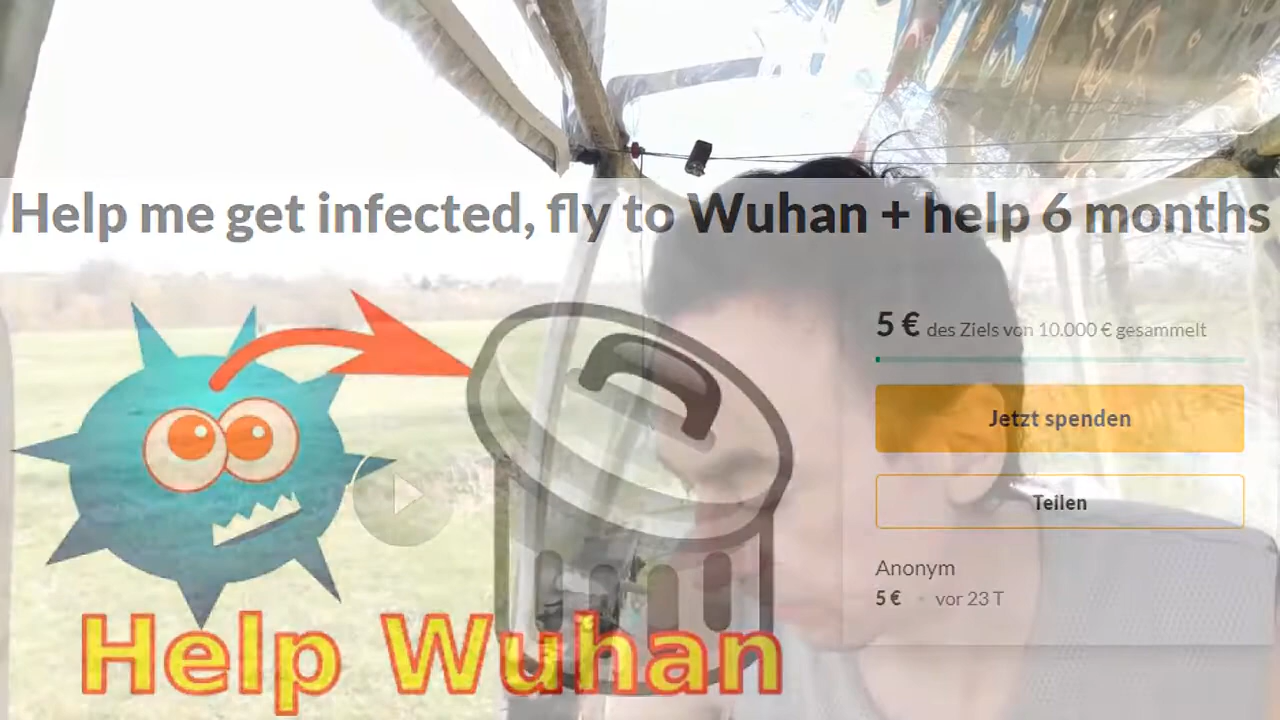 Help me get infected, fly to Wuhan + help 6 months
5 € des Ziels von 10.000 € gesammelt
Jetzt spenden
Teilen
Anonym
5 € • vor 23 T
Help Wuhan